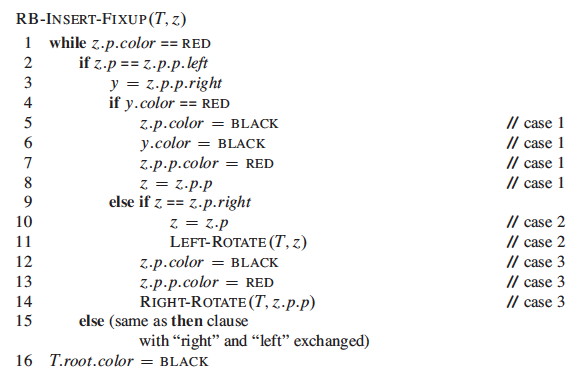 RB-INSERT-FIXUP(T, z)
1 while z.p.color == RED
2 if z.p == z.p.p.left
3 y = z.p.p.right
4 if y.color == RED
5 z.p.color = BLACK // case 1
6 y.color = BLACK // case 1
7 z.p.p.color = RED // case 1
8 z = z.p.p // case 1
9 else if z == z.p.right
10 z = z.p // case 2
11 LEFT-ROTATE(T, z) // case 2
12 z.p.color = BLACK // case 3
13 z.p.p.color = RED // case 3
14 RIGHT-ROTATE(T, z.p.p) // case 3
15 else (same as then clause
with “right” and “left” exchanged)
16 T.root.color = BLACK